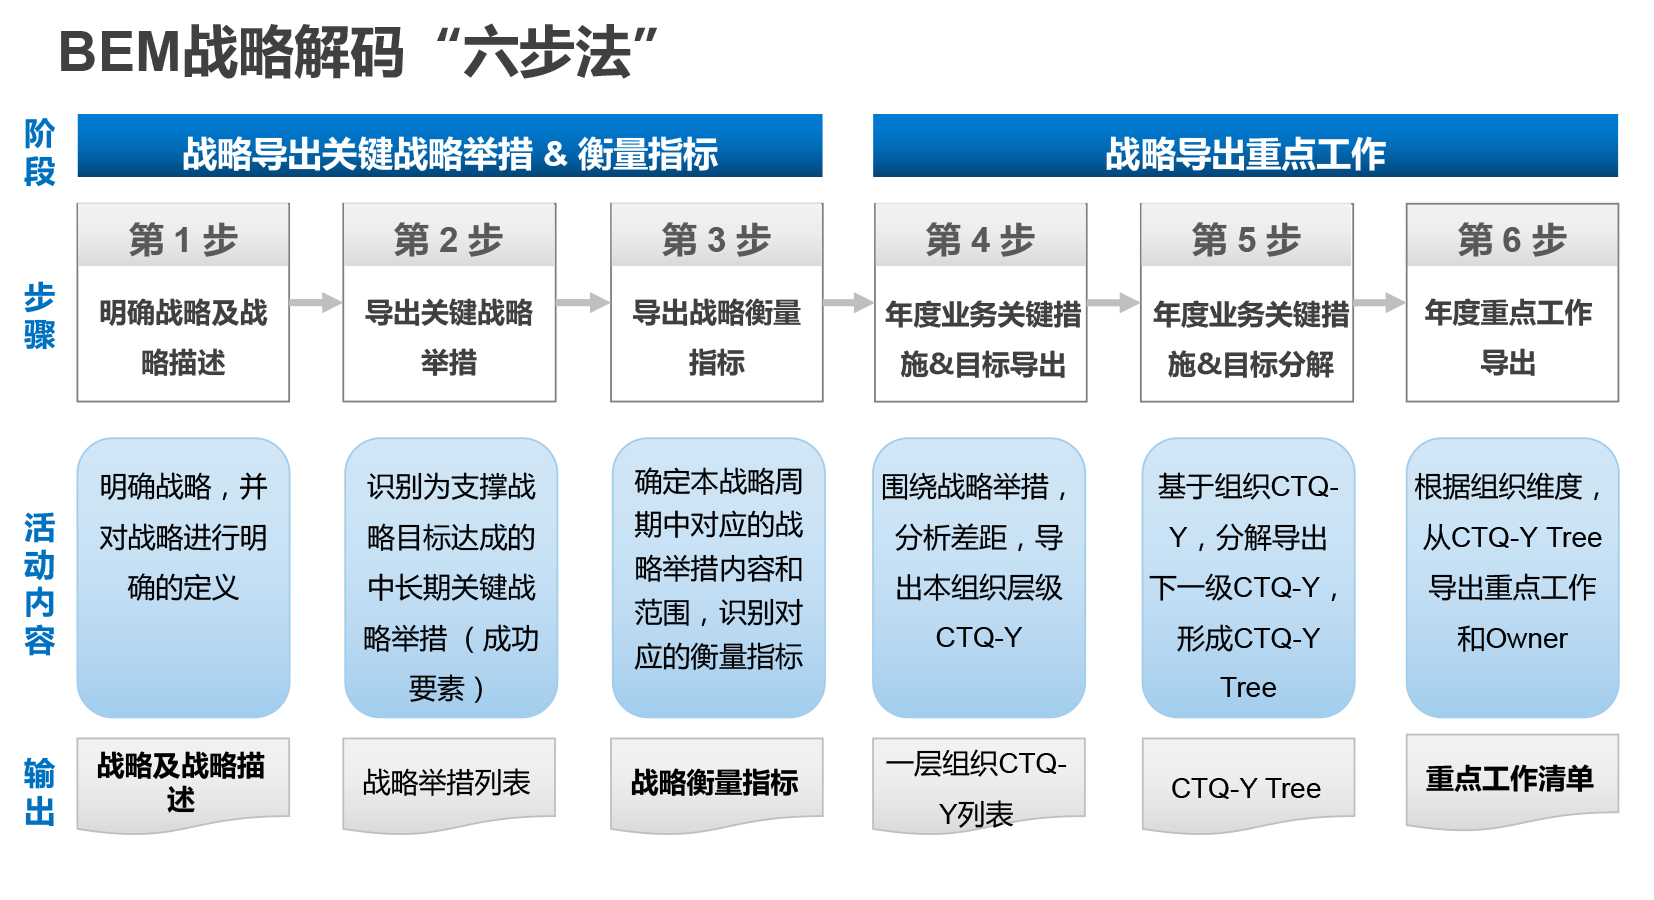 BEM战略解码“六步法”
阶
段
战略导出关键战略举措 & 衡量指标
战略导出重点工作
步
骤
第 1 步
明确战略及战
略描述
第 2 步
导出关键战略
举措
第 3 步
导出战略衡量
指标
第 4 步
年度业务关键措
施&目标导出
第 5 步
年度业务关键措
施&目标分解
第 6 步
年度重点工作
导出
活
动
内
容
明确战略，并
对战略进行明
确的定义
识别为支撑战
略目标达成的
中长期关键战
略举措（成功
要素）
确定本战略周
期中对应的战
略举措内容和
范围，识别对
应的衡量指标
围绕战略举措，
分析差距，导
出本组织层级
CTQ-Y
基于组织CTQ-
Y，分解导出
下一级CTQ-Y，
形成CTQ-Y
Tree
根据组织维度，
从CTQ-Y Tree
导出重点工作
和Owner
输
出
战略及战略描
述
战略举措列表
战略衡量指标
一层组织CTQ-
Y列表
CTQ-Y Tree
重点工作清单